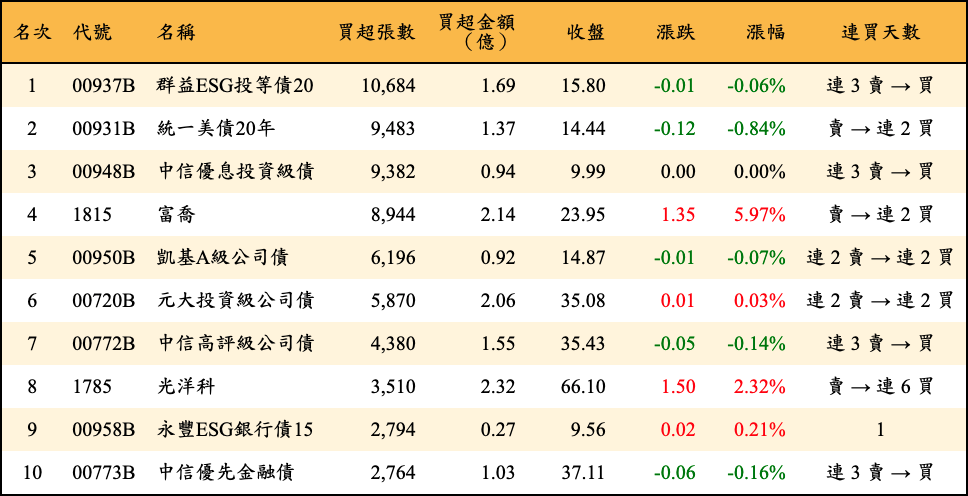 名次 代號 名稱 買超張數 買超金額（億） 收盤 漲跌 漲幅 連買天數
1 00937B 群益ESG投等債20 10,684 1.69 15.80 -0.01 -0.06% 連 3 賣 → 買
2 00931B 統一美債20年 9,483 1.37 14.44 -0.12 -0.84% 賣 → 連 2 買
3 00948B 中信優息投資級債 9,382 0.94 9.99 0.00 0.00% 連 3 賣 → 買
4 1815 富喬 8,944 2.14 23.95 1.35 5.97% 賣 → 連 2 買
5 00950B 凱基A級公司債 6,196 0.92 14.87 -0.01 -0.07% 連 2 賣 → 連 2 買
6 00720B 元大投資級公司債 5,870 2.06 35.08 0.01 0.03% 連 2 賣 → 連 2 買
7 00772B 中信高評級公司債 4,380 1.55 35.43 -0.05 -0.14% 連 3 賣 → 買
8 1785 光洋科 3,510 2.32 66.10 1.50 2.32% 賣 → 連 6 買
9 00958B 永豐ESG銀行債15 2,794 0.27 9.56 0.02 0.21% 1
10 00773B 中信優先金融債 2,764 1.03 37.11 -0.06 -0.16% 連 3 賣 → 買